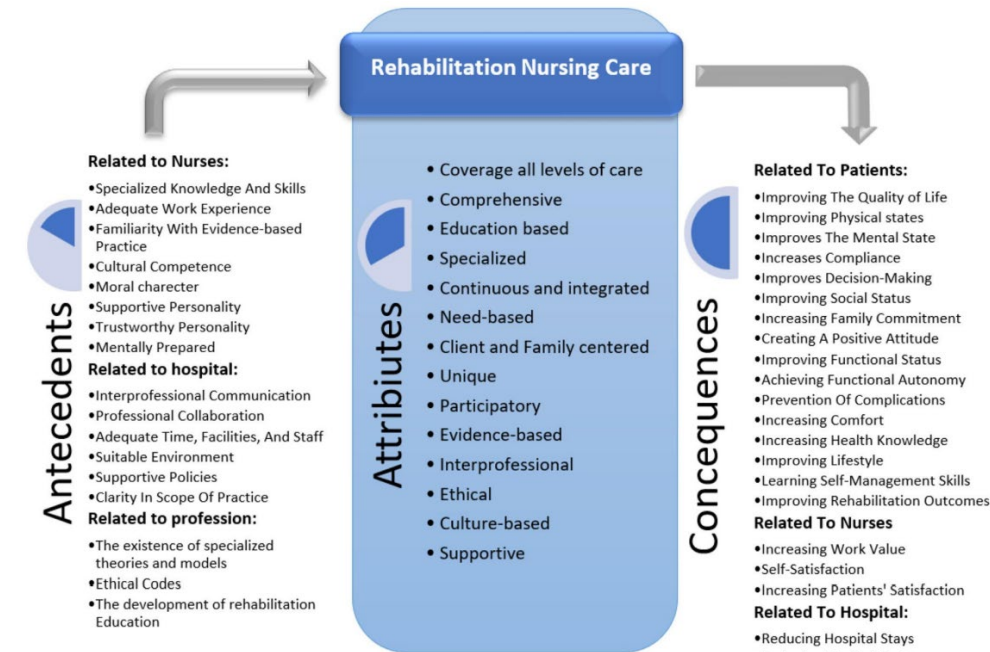 Rehabilitation Nursing Care
Antecedents
Related to Nurses:
•Specialized Knowledge And Skills
•Adequate Work Experience
•Familiarity With Evidence-based
Practice
•Cultural Competence
•Moral charecter
•Supportive Personality
•Trustworthy Personality
•Mentally Prepared
Related to hospital:
•Interprofessional Communication
•Professional Collaboration
•Adequate Time, Facilities, And Staff
•Suitable Environment
•Supportive Policies
•Clarity In Scope Of Practice
Related to profession:
•The existence of specialized
theories and models
•Ethical Codes
•The development of rehabilitation
Education
Attribiutes
• Coverage all levels of care
• Comprehensive
• Education based
• Specialized
• Continuous and integrated
• Need-based
• Client and Family centered
• Unique
• Participatory
• Evidence-based
• Interprofessional
• Ethical
• Culture-based
• Supportive
Concequences
Related To Patients:
•Improving The Quality of Life
•Improving Physical states
•Improves The Mental State
•Increases Compliance
•Improves Decision-Making
•Improving Social Status
•Increasing Family Commitment
•Creating A Positive Attitude
•Improving Functional Status
•Achieving Functional Autonomy
•Prevention Of Complications
•Increasing Comfort
•Increasing Health Knowledge
•Improving Lifestyle
•Learning Self-Management Skills
•Improving Rehabilitation Outcomes
Related To Nurses
•Increasing Work Value
•Self-Satisfaction
•Increasing Patients' Satisfaction
Related To Hospital:
•Reducing Hospital Stays